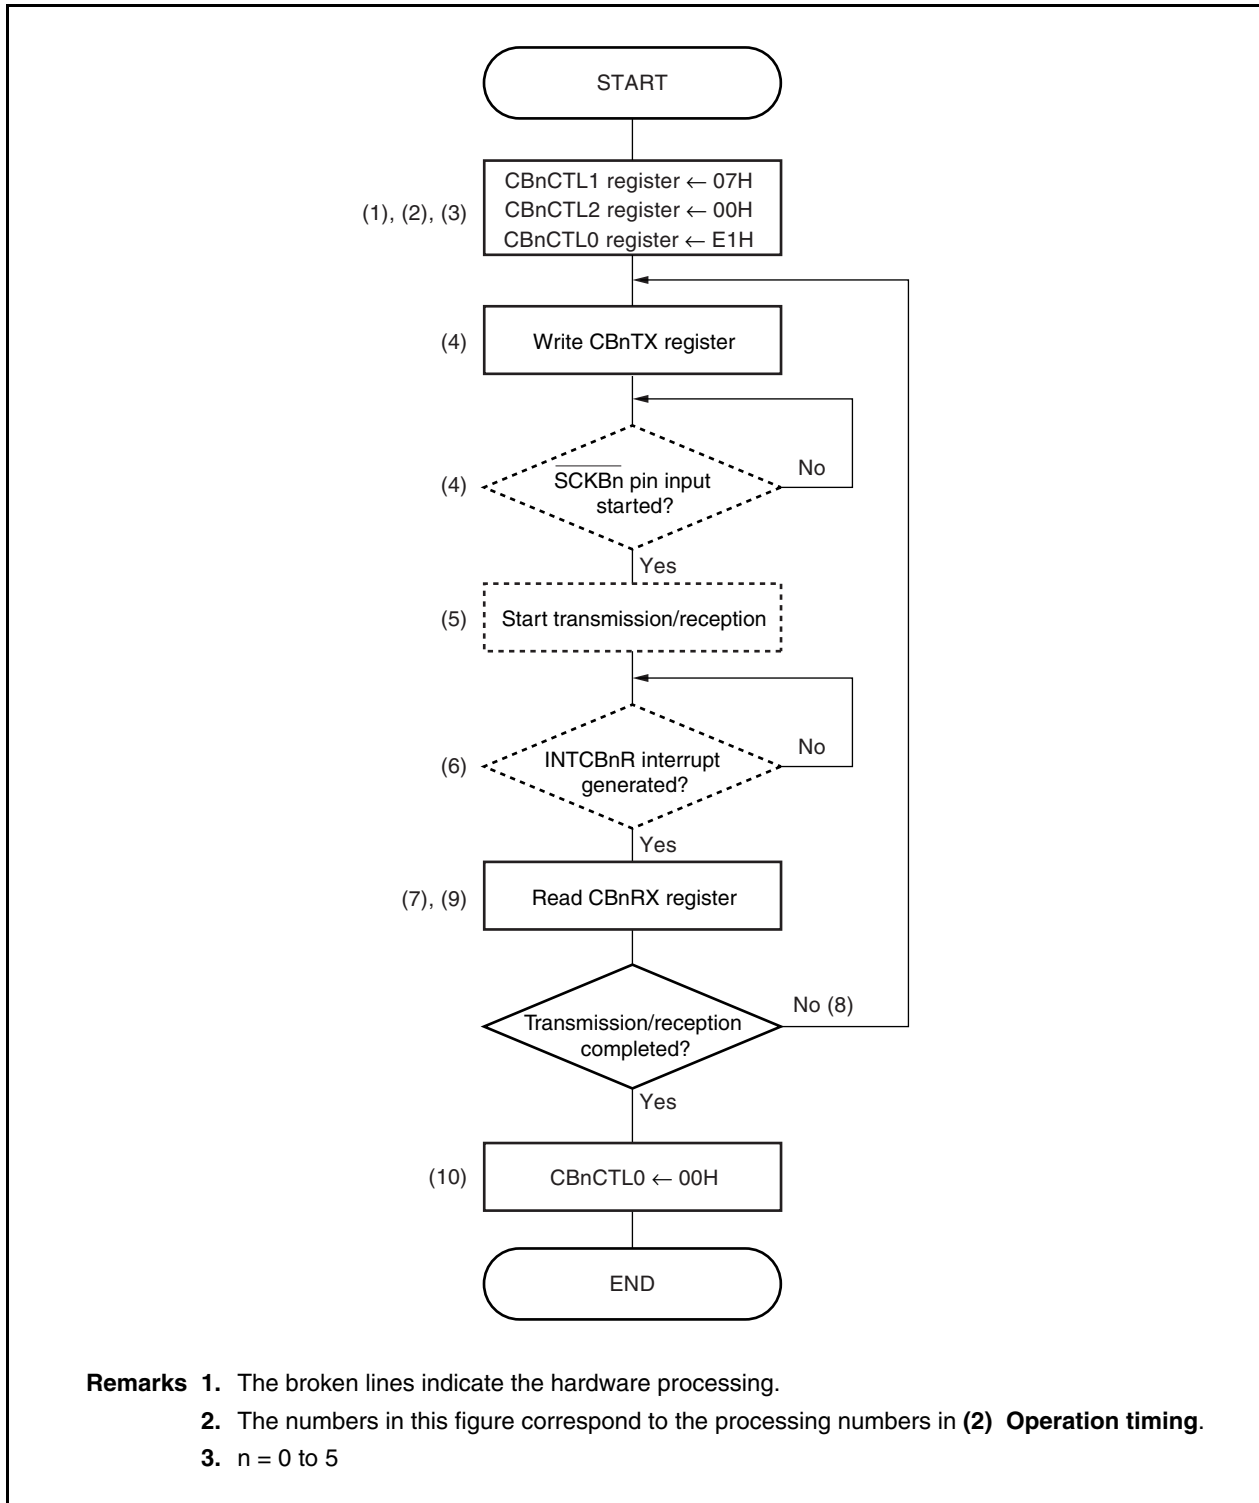 START
(1), (2), (3)
CBnCTL1 register ← 07H
CBnCTL2 register ← 00H
CBnCTL0 register ← E1H
(4)
Write CBnTX register
(4)
S̅C̅K̅B̅n̅ pin input
started?
No
Yes
(5)
Start transmission/reception
(6)
INTCBnR interrupt
generated?
No
Yes
(7), (9)
Read CBnRX register
Transmission/reception
completed?
No (8)
Yes
(10)
CBnCTL0 ← 00H
END
Remarks 1. The broken lines indicate the hardware processing.
2. The numbers in this figure correspond to the processing numbers in (2) Operation timing.
3. n = 0 to 5